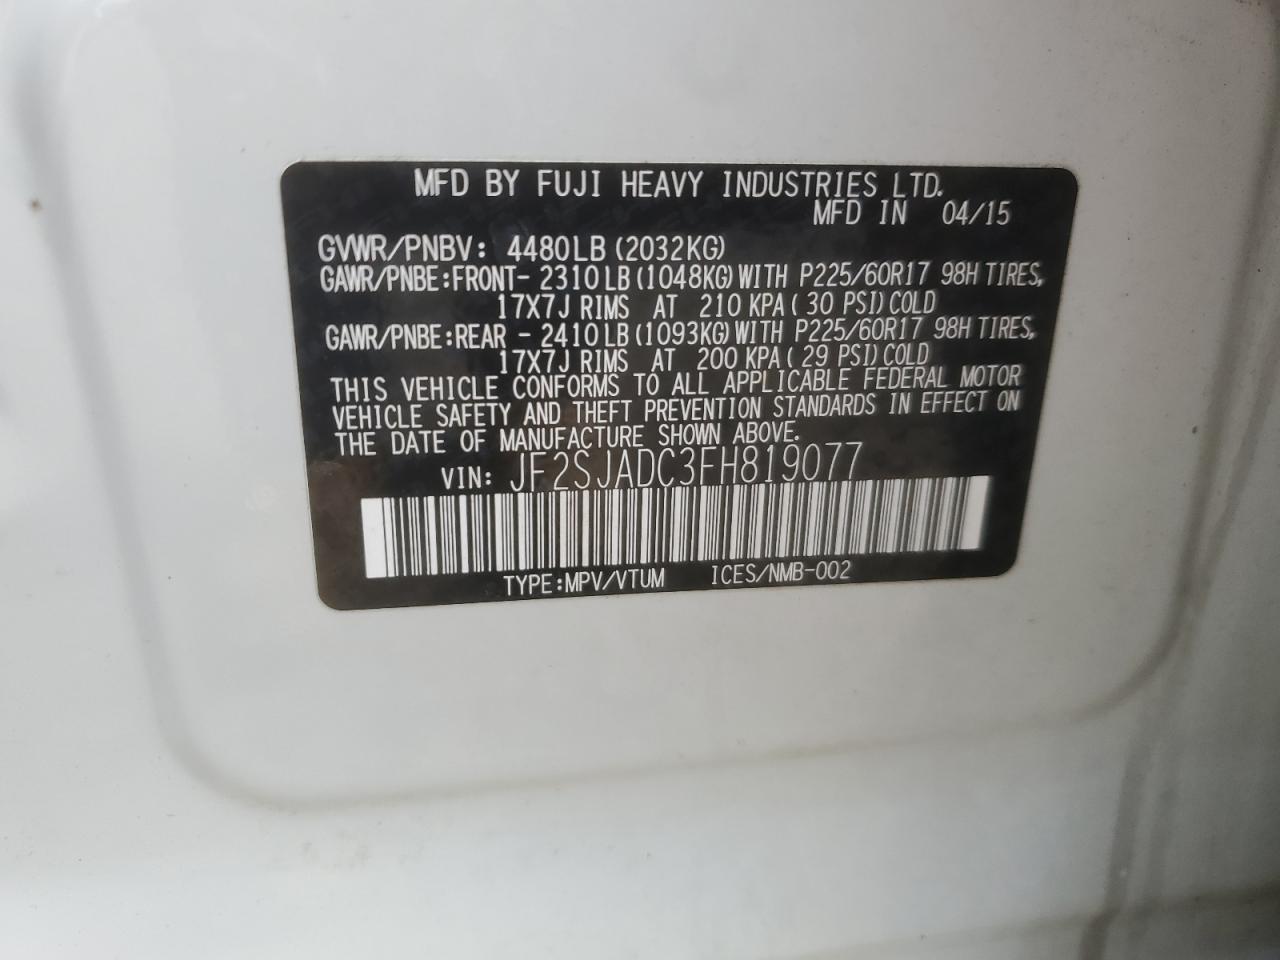 MFD BY FUJI HEAVY INDUSTRIES LTD.
MFD IN 04/15
GVWR/PNBV: 4480LB (2032KG)
GAWR/PNBE:FRONT- 2310LB (1048KG) WITH P225/60R17 98H TIRES,
17X7J RIMS AT 210 KPA ( 30 PSI) COLD
GAWR/PNBE:REAR - 2410LB (1093KG) WITH P225/60R17 98H TIRES,
17X7J RIMS AT 200 KPA ( 29 PSI) COLD
THIS VEHICLE CONFORMS TO ALL APPLICABLE FEDERAL MOTOR
VEHICLE SAFETY AND THEFT PREVENTION STANDARDS IN EFFECT ON
THE DATE OF MANUFACTURE SHOWN ABOVE.
VIN: JF2SJADC3FH819077
TYPE:MPV/VTUM ICES/NMB-002